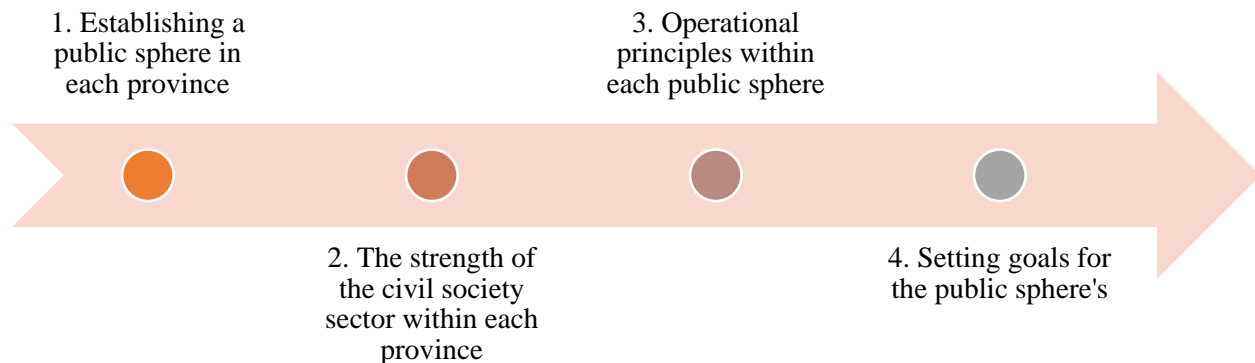 1. Establishing a
public sphere in
each province
2. The strength of
the civil society
sector within each
province
3. Operational
principles within
each public sphere
4. Setting goals for
the public sphere's